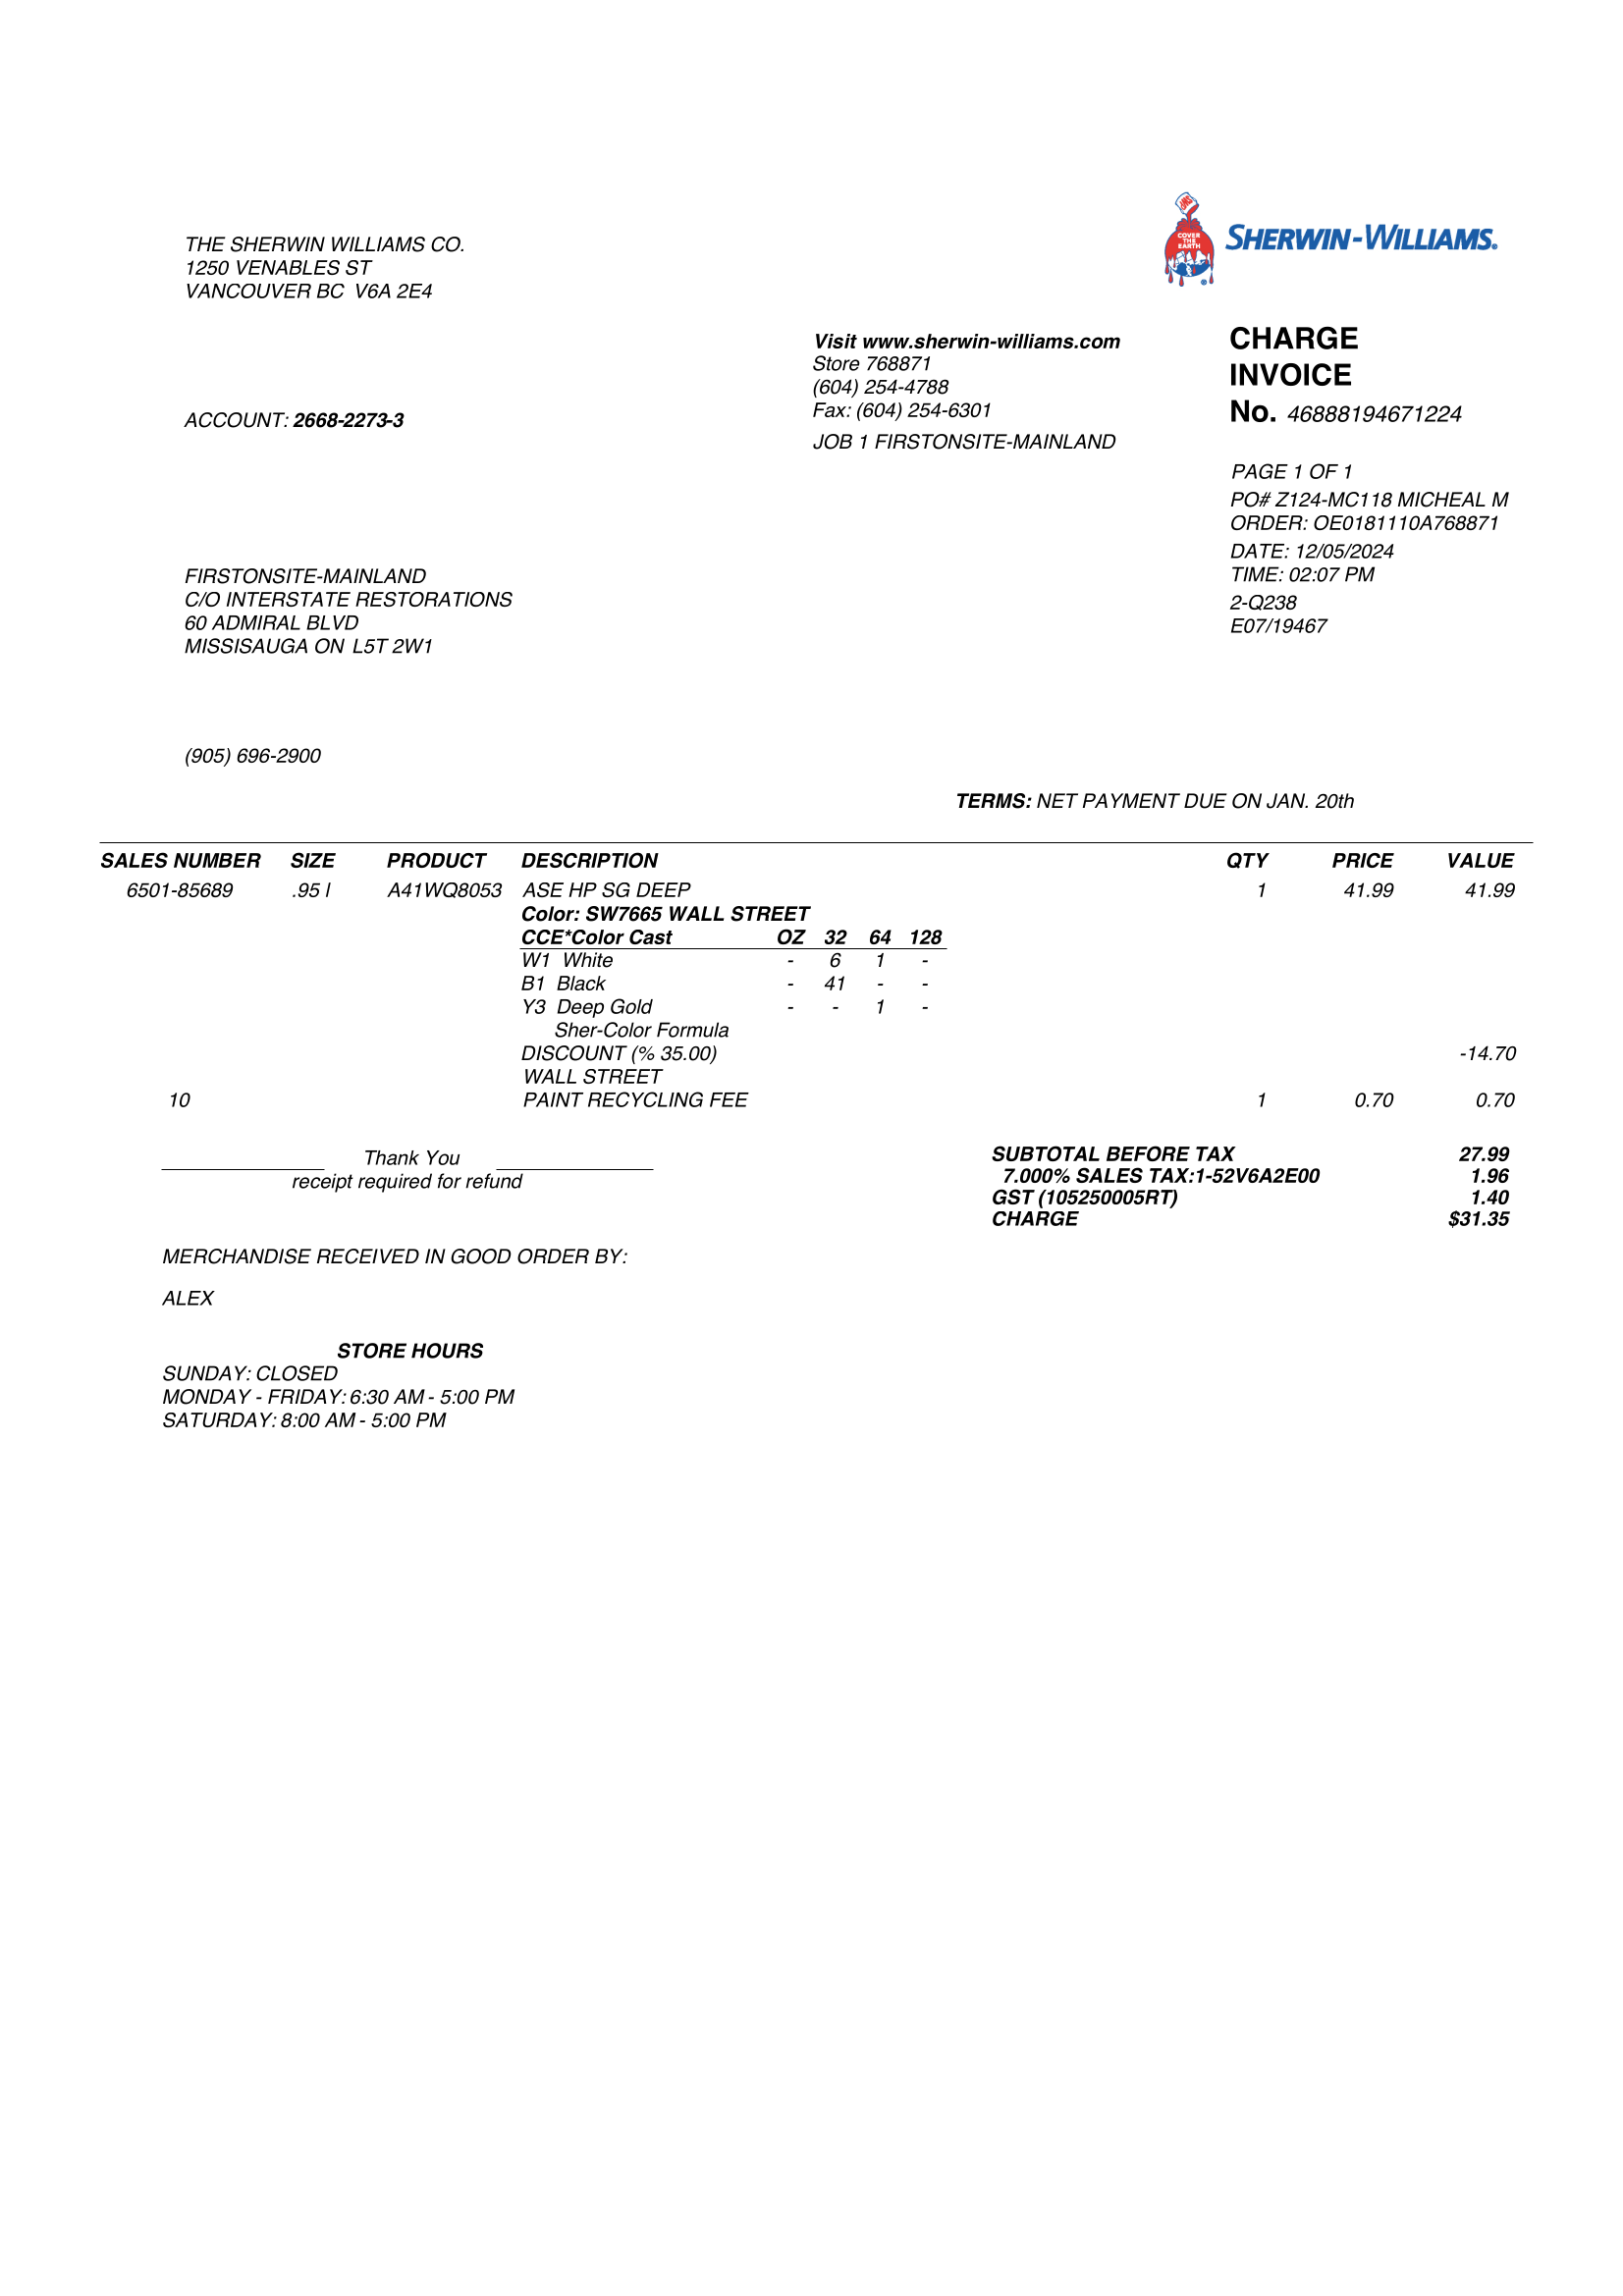 THE SHERWIN WILLIAMS CO.
1250 VENABLES ST
VANCOUVER BC V6A 2E4
COVER THE EARTH
SHERWIN-WILLIAMS.
Visit www.sherwin-williams.com
Store 768871
(604) 254-4788
Fax: (604) 254-6301
JOB 1 FIRSTONSITE-MAINLAND
CHARGE
INVOICE
No. 46888194671224
ACCOUNT: 2668-2273-3
PAGE 1 OF 1
PO# Z124-MC118 MICHEAL M
ORDER: OE0181110A768871
DATE: 12/05/2024
TIME: 02:07 PM
2-Q238
E07/19467
FIRSTONSITE-MAINLAND
C/O INTERSTATE RESTORATIONS
60 ADMIRAL BLVD
MISSISAUGA ON L5T 2W1
(905) 696-2900
TERMS: NET PAYMENT DUE ON JAN. 20th
SALES NUMBER SIZE PRODUCT DESCRIPTION QTY PRICE VALUE
6501-85689 .95 l A41WQ8053 ASE HP SG DEEP 1 41.99 41.99
Color: SW7665 WALL STREET
CCE*Color Cast OZ 32 64 128
W1 White - 6 1 -
B1 Black - 41 - -
Y3 Deep Gold - - 1 -
Sher-Color Formula
DISCOUNT (% 35.00) -14.70
WALL STREET
10 PAINT RECYCLING FEE 1 0.70 0.70
Thank You
receipt required for refund
SUBTOTAL BEFORE TAX 27.99
7.000% SALES TAX:1-52V6A2E00 1.96
GST (105250005RT) 1.40
CHARGE $31.35
MERCHANDISE RECEIVED IN GOOD ORDER BY:
ALEX
STORE HOURS
SUNDAY: CLOSED
MONDAY - FRIDAY: 6:30 AM - 5:00 PM
SATURDAY: 8:00 AM - 5:00 PM